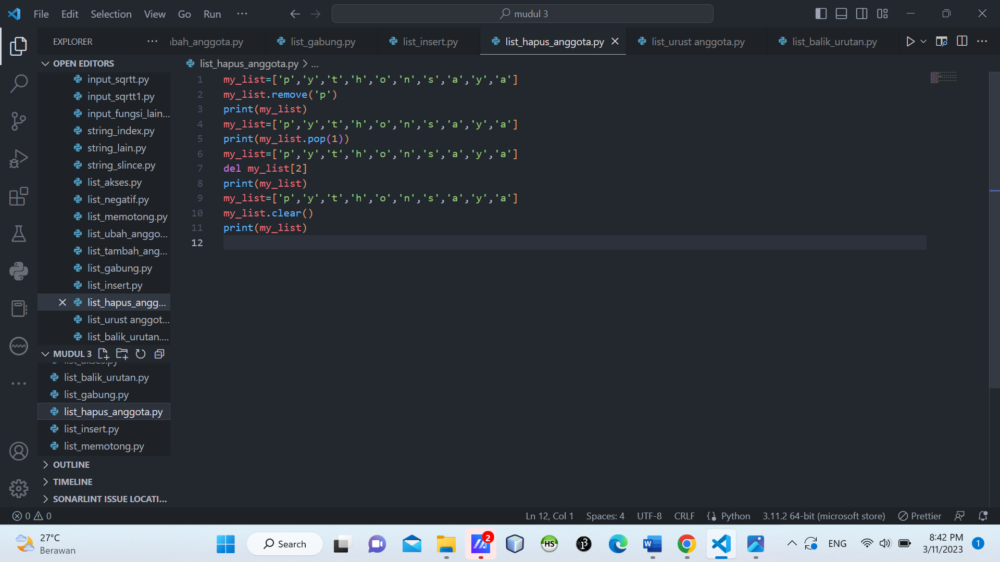 File Edit Selection View Go Run ··· mudul 3
EXPLORER ··· bah_anggota.py list_gabung.py list_insert.py list_hapus_anggota.py list_urust anggota.py list_balik_urutan.py
OPEN EDITORS
input_sqrtt.py
input_sqrtt1.py
input_fungsi_lain...
string_index.py
string_lain.py
string_slince.py
list_akses.py
list_negatif.py
list_memotong.py
list_ubah_anggo...
list_tambah_ang...
list_gabung.py
list_insert.py
list_hapus_angg...
list_urust anggot...
list_balik_urutan....
MUDUL 3
list_akses.py
list_balik_urutan.py
list_gabung.py
list_hapus_anggota.py
list_insert.py
list_memotong.py
OUTLINE
TIMELINE
SONARLINT ISSUE LOCATI...
list_hapus_anggota.py > ...
1 my_list=['p','y','t','h','o','n','s','a','y','a']
2 my_list.remove('p')
3 print(my_list)
4 my_list=['p','y','t','h','o','n','s','a','y','a']
5 print(my_list.pop(1))
6 my_list=['p','y','t','h','o','n','s','a','y','a']
7 del my_list[2]
8 print(my_list)
9 my_list=['p','y','t','h','o','n','s','a','y','a']
10 my_list.clear()
11 print(my_list)
12
0 0 Ln 12, Col 1 Spaces: 4 UTF-8 CRLF Python 3.11.2 64-bit (microsoft store) Prettier
27°C
Berawan
Search
2
HS
W
ENG
8:42 PM
3/11/2023
1